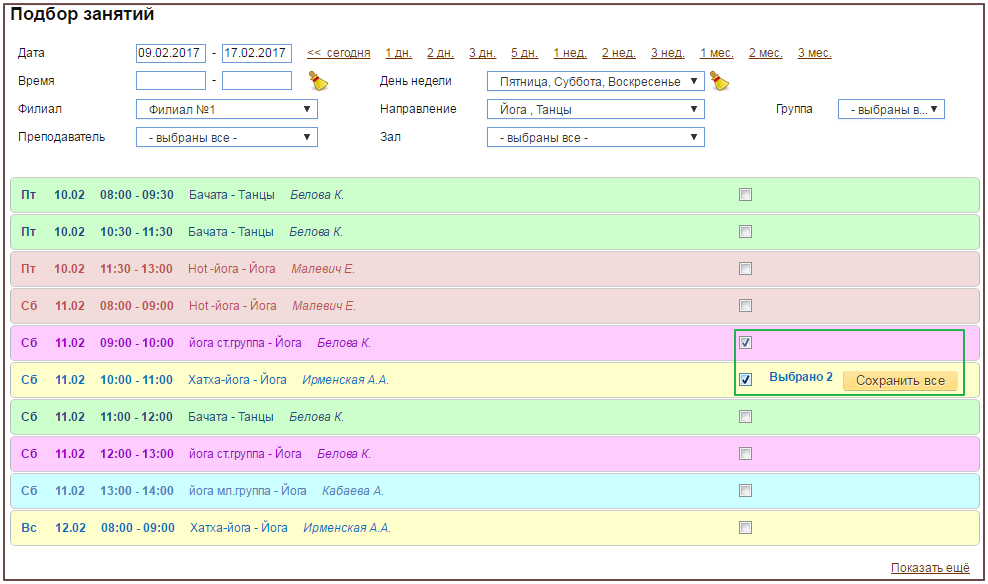 Подбор занятий
Дата 09.02.2017 - 17.02.2017 << сегодня 1 дн. 2 дн. 3 дн. 5 дн. 1 нед. 2 нед. 3 нед. 1 мес. 2 мес. 3 мес.
Время - День недели Пятница, Суббота, Воскресенье
Филиал Филиал №1 Направление Йога , Танцы Группа - выбраны в...
Преподаватель - выбраны все - Зал - выбраны все -
Пт 10.02 08:00 - 09:30 Бачата - Танцы Белова К.
Пт 10.02 10:30 - 11:30 Бачата - Танцы Белова К.
Пт 10.02 11:30 - 13:00 Hot -йога - Йога Малевич Е.
Сб 11.02 08:00 - 09:00 Hot -йога - Йога Малевич Е.
Сб 11.02 09:00 - 10:00 йога ст.группа - Йога Белова К.
Сб 11.02 10:00 - 11:00 Хатха-йога - Йога Ирменская А.А. Выбрано 2 Сохранить все
Сб 11.02 11:00 - 12:00 Бачата - Танцы Белова К.
Сб 11.02 12:00 - 13:00 йога ст.группа - Йога Белова К.
Сб 11.02 13:00 - 14:00 йога мл.группа - Йога Кабаева А.
Вс 12.02 08:00 - 09:00 Хатха-йога - Йога Ирменская А.А.
Показать ещё